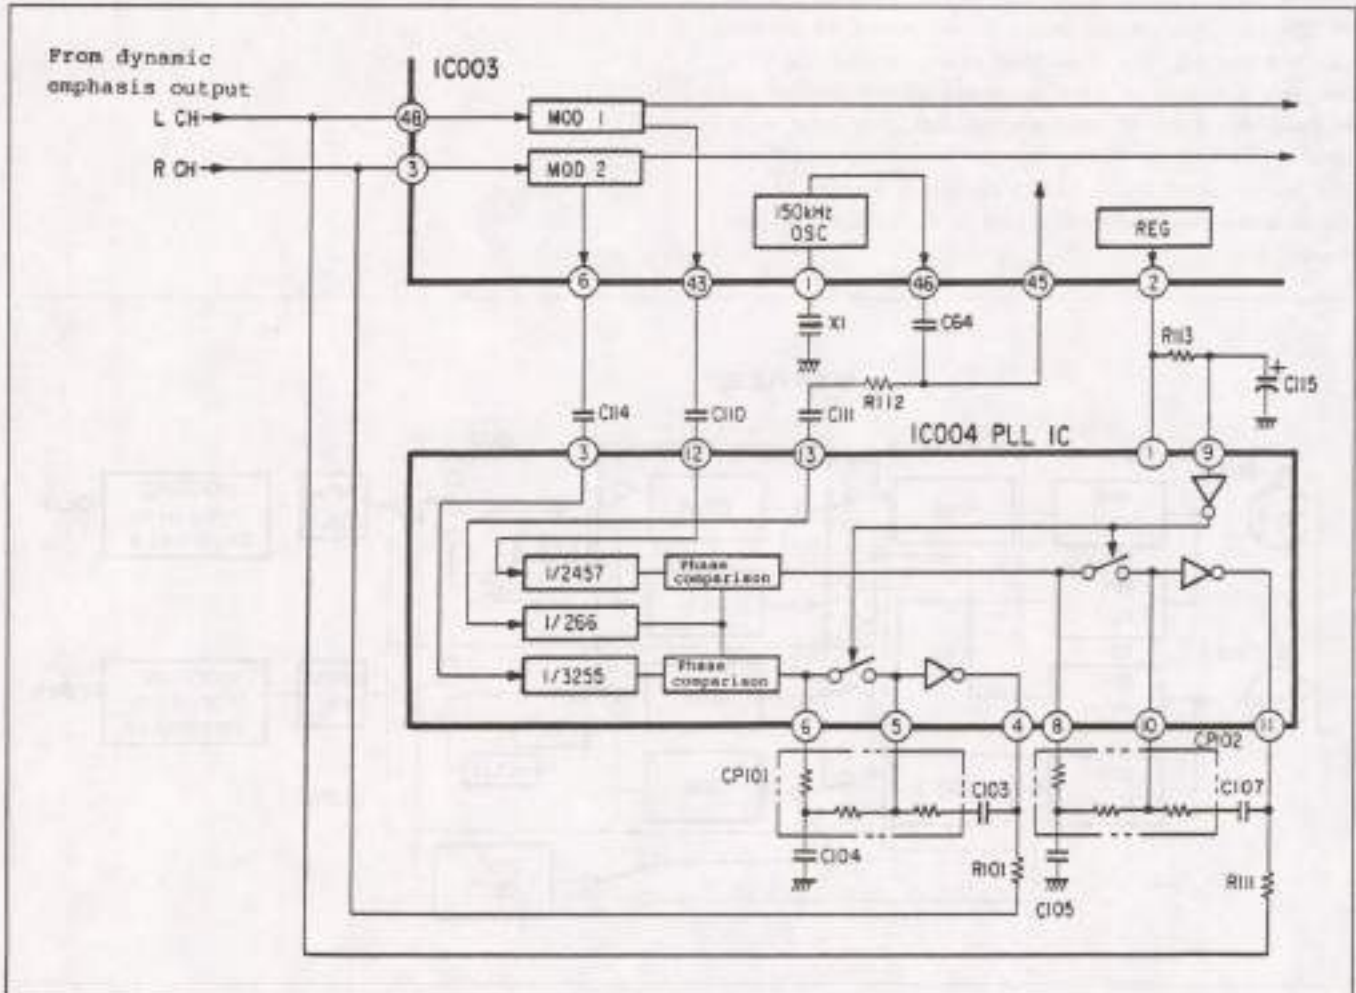 From dynamic
emphasis output
L CH
R CH
IC003
48
3
MOD 1
MOD 2
150kHz
OSC
REG
6
43
1
46
45
2
X1
C64
R113
+
C115
R112
C114
C110
C111
IC004 PLL IC
3
12
13
1
9
1/2457
Phase
comparison
1/266
1/3255
Phase
comparison
6
5
4
8
10
11
CP102
CP101
C103
C107
C104
R101
C105
R111